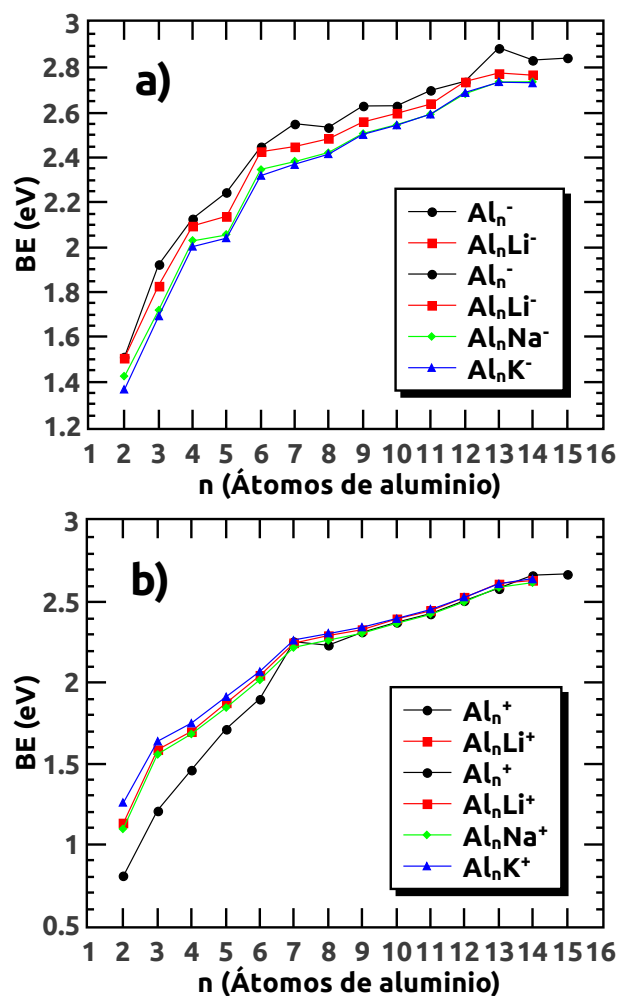 a)
3
2.8
2.6
2.4
2.2
2
1.8
1.6
1.4
1.2
BE (eV)
Alₙ⁻
AlₙLi⁻
Alₙ⁻
AlₙLi⁻
AlₙNa⁻
AlₙK⁻
1 2 3 4 5 6 7 8 9 10 11 12 13 14 15 16
n (Átomos de aluminio)
b)
3
2.5
2
1.5
1
0.5
BE (eV)
Alₙ⁺
AlₙLi⁺
Alₙ⁺
AlₙLi⁺
AlₙNa⁺
AlₙK⁺
1 2 3 4 5 6 7 8 9 10 11 12 13 14 15 16
n (Átomos de aluminio)